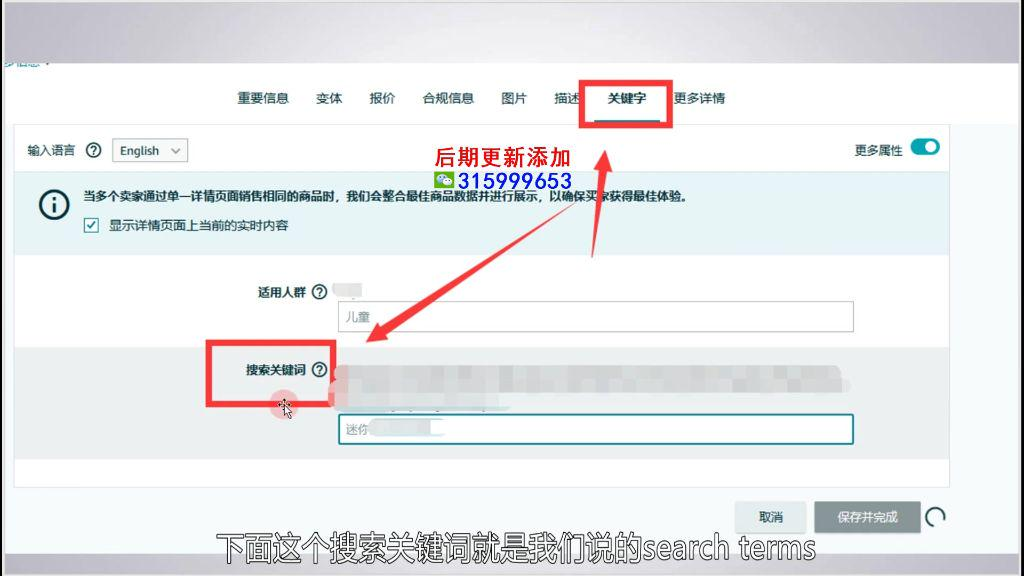 重要信息 变体 报价 合规信息 图片 描述 关键字 更多详情
输入语言 English 更多属性
后期更新添加
315999653
当多个卖家通过单一详情页面销售相同的商品时，我们会整合最佳商品数据并进行展示，以确保买家获得最佳体验。
显示详情页面上当前的实时内容
适用人群
儿童
搜索关键词
迷你
取消 保存并完成
下面这个搜索关键词就是我们说的search terms